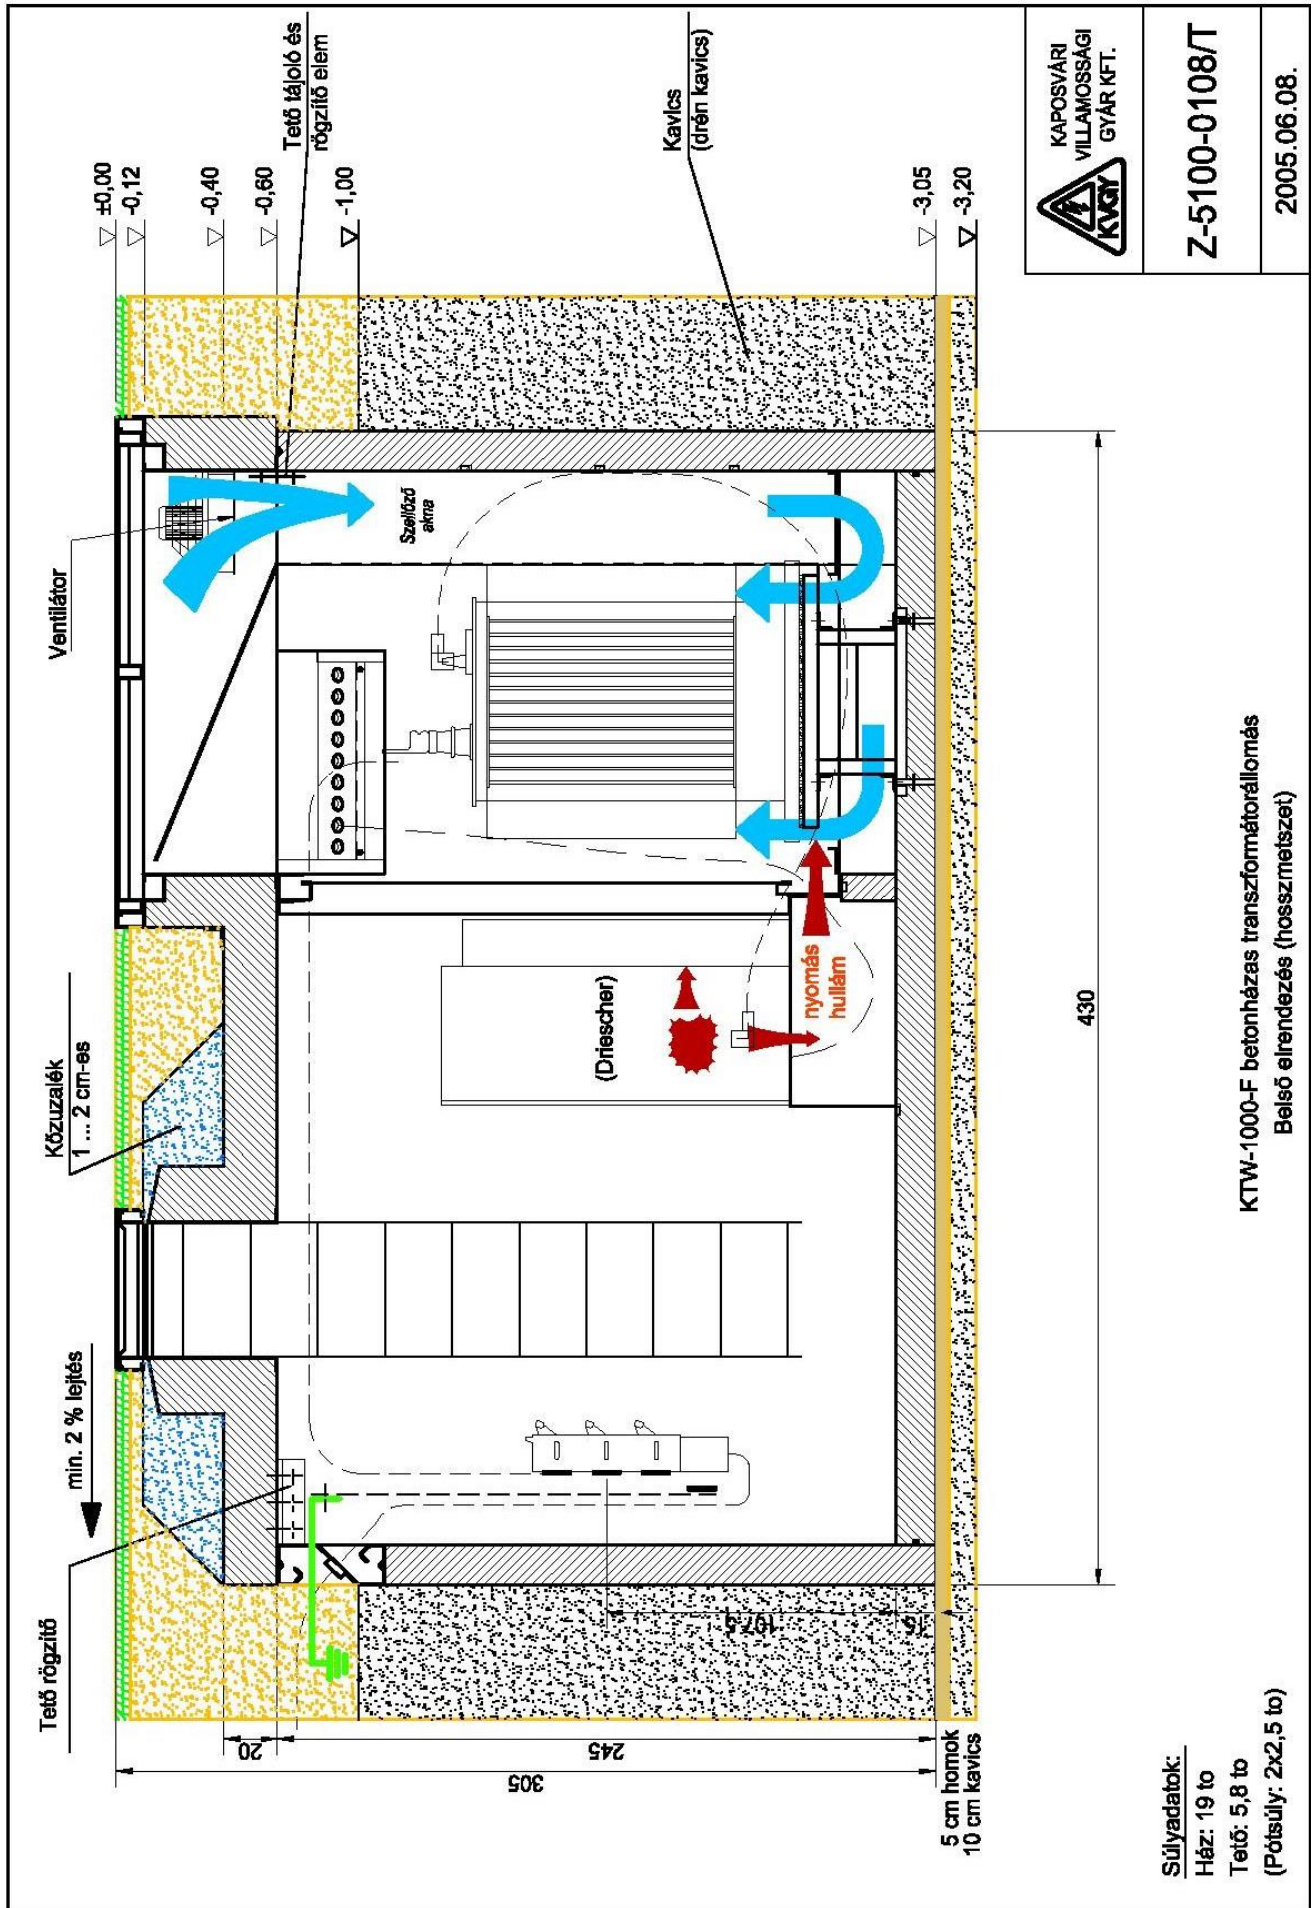 Tető rögzítő
min. 2 % lejtés
Kőzuzalék
1 ... 2 cm-es
Ventilátor
Tető tájoló és
rögzítő elem
±0,00
-0,12
-0,40
-0,60
-1,00
Kavics
(drén kavics)
-3,05
-3,20
Szellőző
akna
(Driescher)
nyomás
hullám
20
245
305
107,5
430
5 cm homok
10 cm kavics
Súlyadatok:
Ház: 19 to
Tető: 5,8 to
(Pótsúly: 2x2,5 to)
KTW-1000-F betonházas transzformátorállomás
Belső elrendezés (hosszmetszet)
KVGY
KAPOSVÁRI
VILLAMOSSÁGI
GYÁR KFT.
Z-5100-0108/T
2005.06.08.